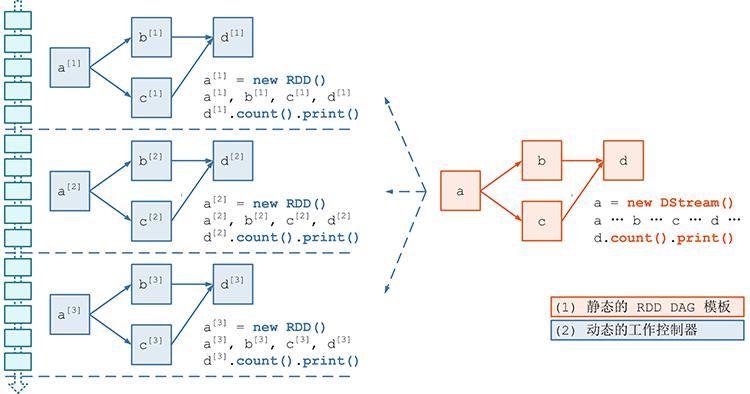 a[1]
b[1]
c[1]
d[1]
a[1] = new RDD()
a[1], b[1], c[1], d[1]
d[1].count().print()
a[2]
b[2]
c[2]
d[2]
a[2] = new RDD()
a[2], b[2], c[2], d[2]
d[2].count().print()
a[3]
b[3]
c[3]
d[3]
a[3] = new RDD()
a[3], b[3], c[3], d[3]
d[3].count().print()
a
b
c
d
a = new DStream()
a … b … c … d …
d.count().print()
(1) 静态的 RDD DAG 模板
(2) 动态的工作控制器